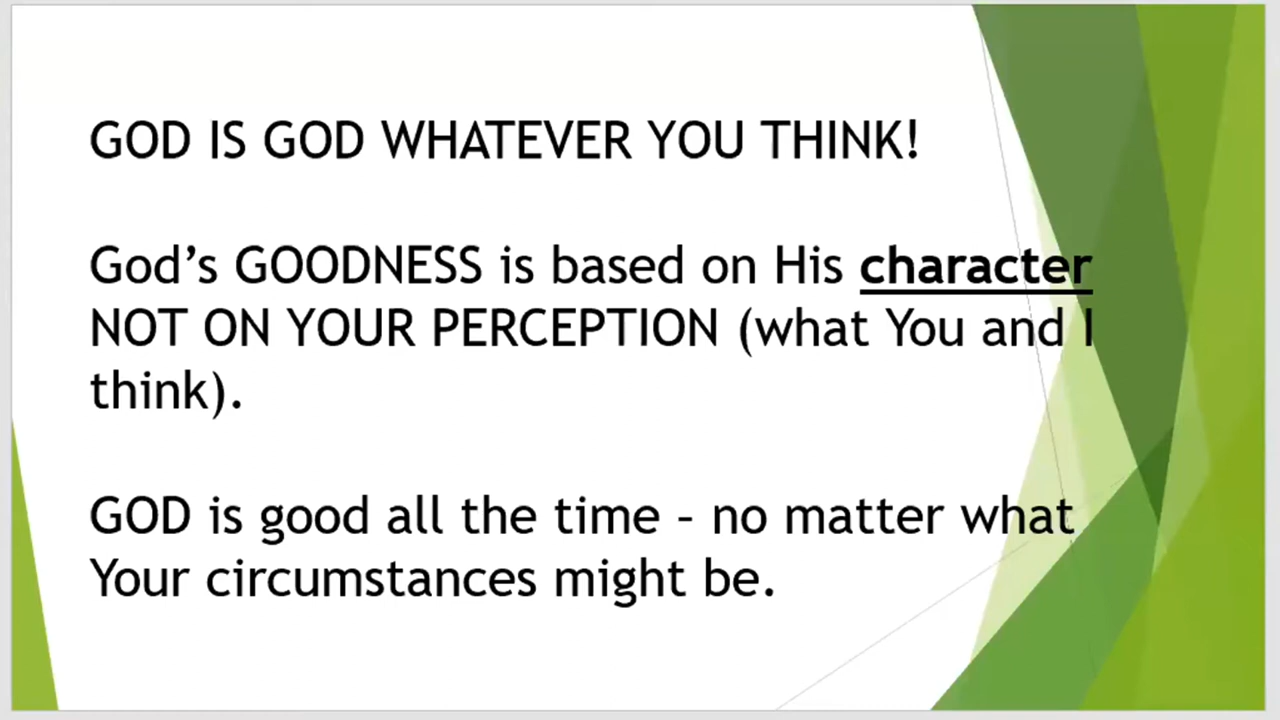 GOD IS GOD WHATEVER YOU THINK!
God’s GOODNESS is based on His character
NOT ON YOUR PERCEPTION (what You and I
think).
GOD is good all the time – no matter what
Your circumstances might be.